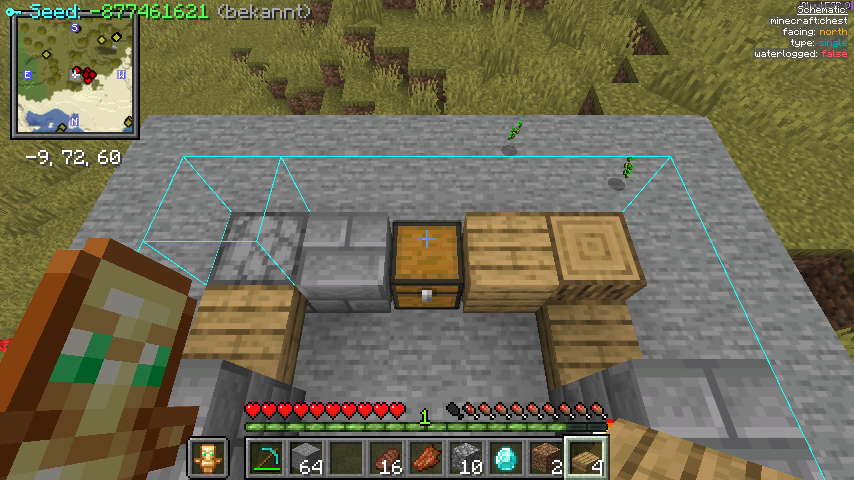 Seed: -877461621 (bekannt)
Schematic:
minecraft:chest
facing: north
type: single
waterlogged: false
S
E
W
N
-9, 72, 60
1
64
16
10
2
4